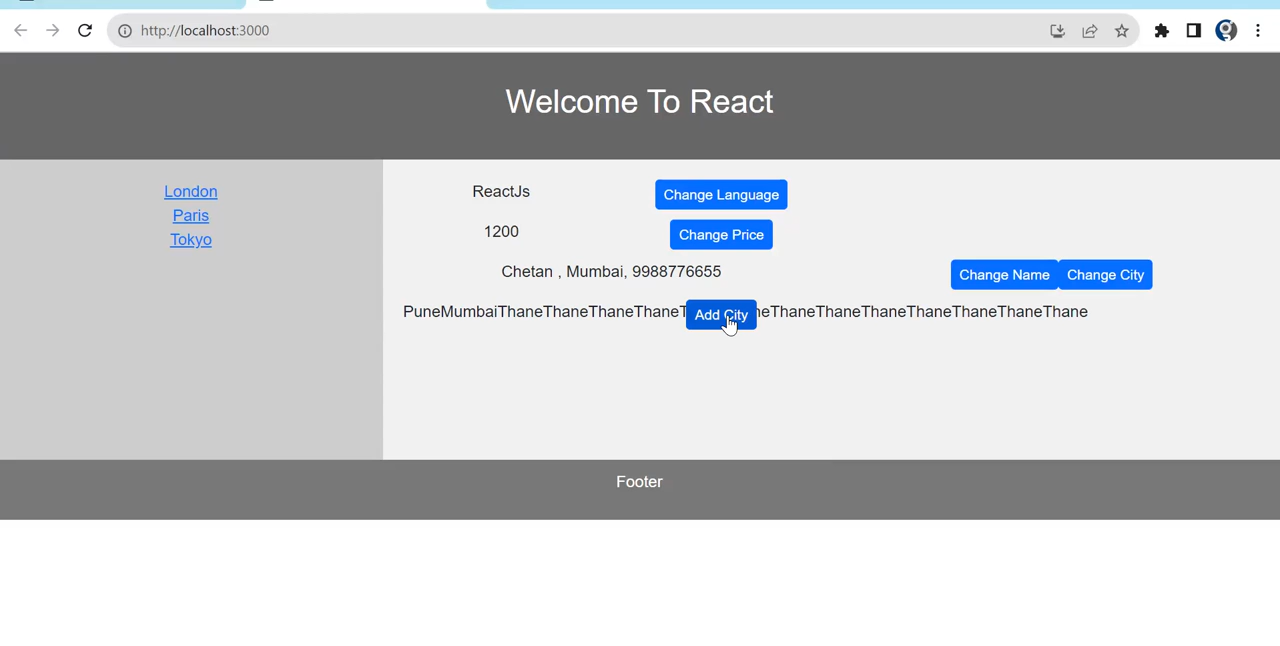 http://localhost:3000
Welcome To React
London
Paris
Tokyo
ReactJs Change Language
1200 Change Price
Chetan , Mumbai, 9988776655 Change Name Change City
PuneMumbaiThaneThaneThaneThaneT Add City neThaneThaneThaneThaneThaneThaneThane
Footer